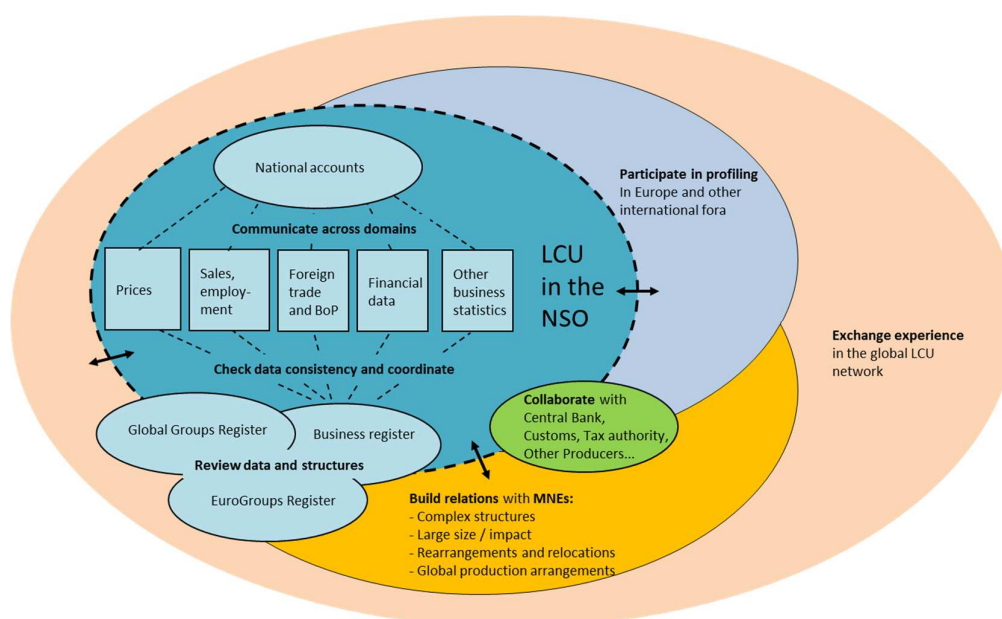 National accounts
Communicate across domains
Prices
Sales,
employ-
ment
Foreign
trade
and BoP
Financial
data
Other
business
statistics
LCU
in the
NSO
Check data consistency and coordinate
Global Groups Register
Business register
Review data and structures
EuroGroups Register
Participate in profiling
In Europe and other
international fora
Collaborate with
Central Bank,
Customs, Tax authority,
Other Producers...
Build relations with MNEs:
- Complex structures
- Large size / impact
- Rearrangements and relocations
- Global production arrangements
Exchange experience
in the global LCU
network